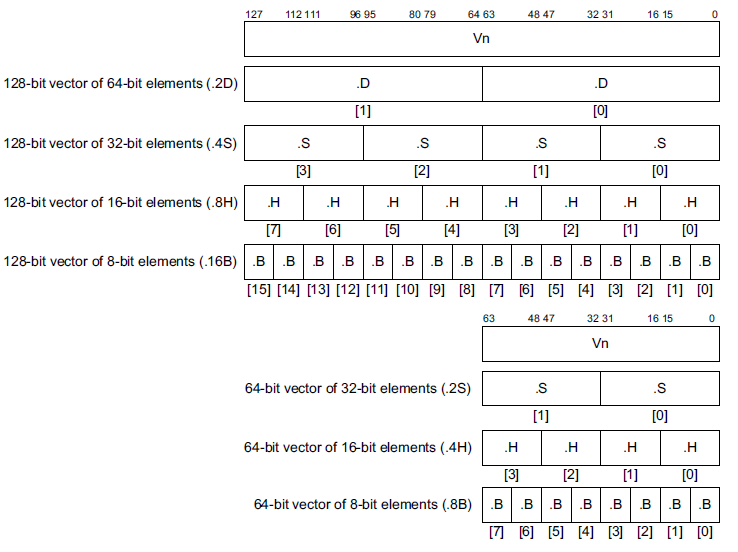 127 112 111 96 95 80 79 64 63 48 47 32 31 16 15 0
Vn
128-bit vector of 64-bit elements (.2D) .D .D
[1] [0]
128-bit vector of 32-bit elements (.4S) .S .S .S .S
[3] [2] [1] [0]
128-bit vector of 16-bit elements (.8H) .H .H .H .H .H .H .H .H
[7] [6] [5] [4] [3] [2] [1] [0]
128-bit vector of 8-bit elements (.16B) .B .B .B .B .B .B .B .B .B .B .B .B .B .B .B .B
[15] [14] [13] [12] [11] [10] [9] [8] [7] [6] [5] [4] [3] [2] [1] [0]
63 48 47 32 31 16 15 0
Vn
64-bit vector of 32-bit elements (.2S) .S .S
[1] [0]
64-bit vector of 16-bit elements (.4H) .H .H .H .H
[3] [2] [1] [0]
64-bit vector of 8-bit elements (.8B) .B .B .B .B .B .B .B .B
[7] [6] [5] [4] [3] [2] [1] [0]